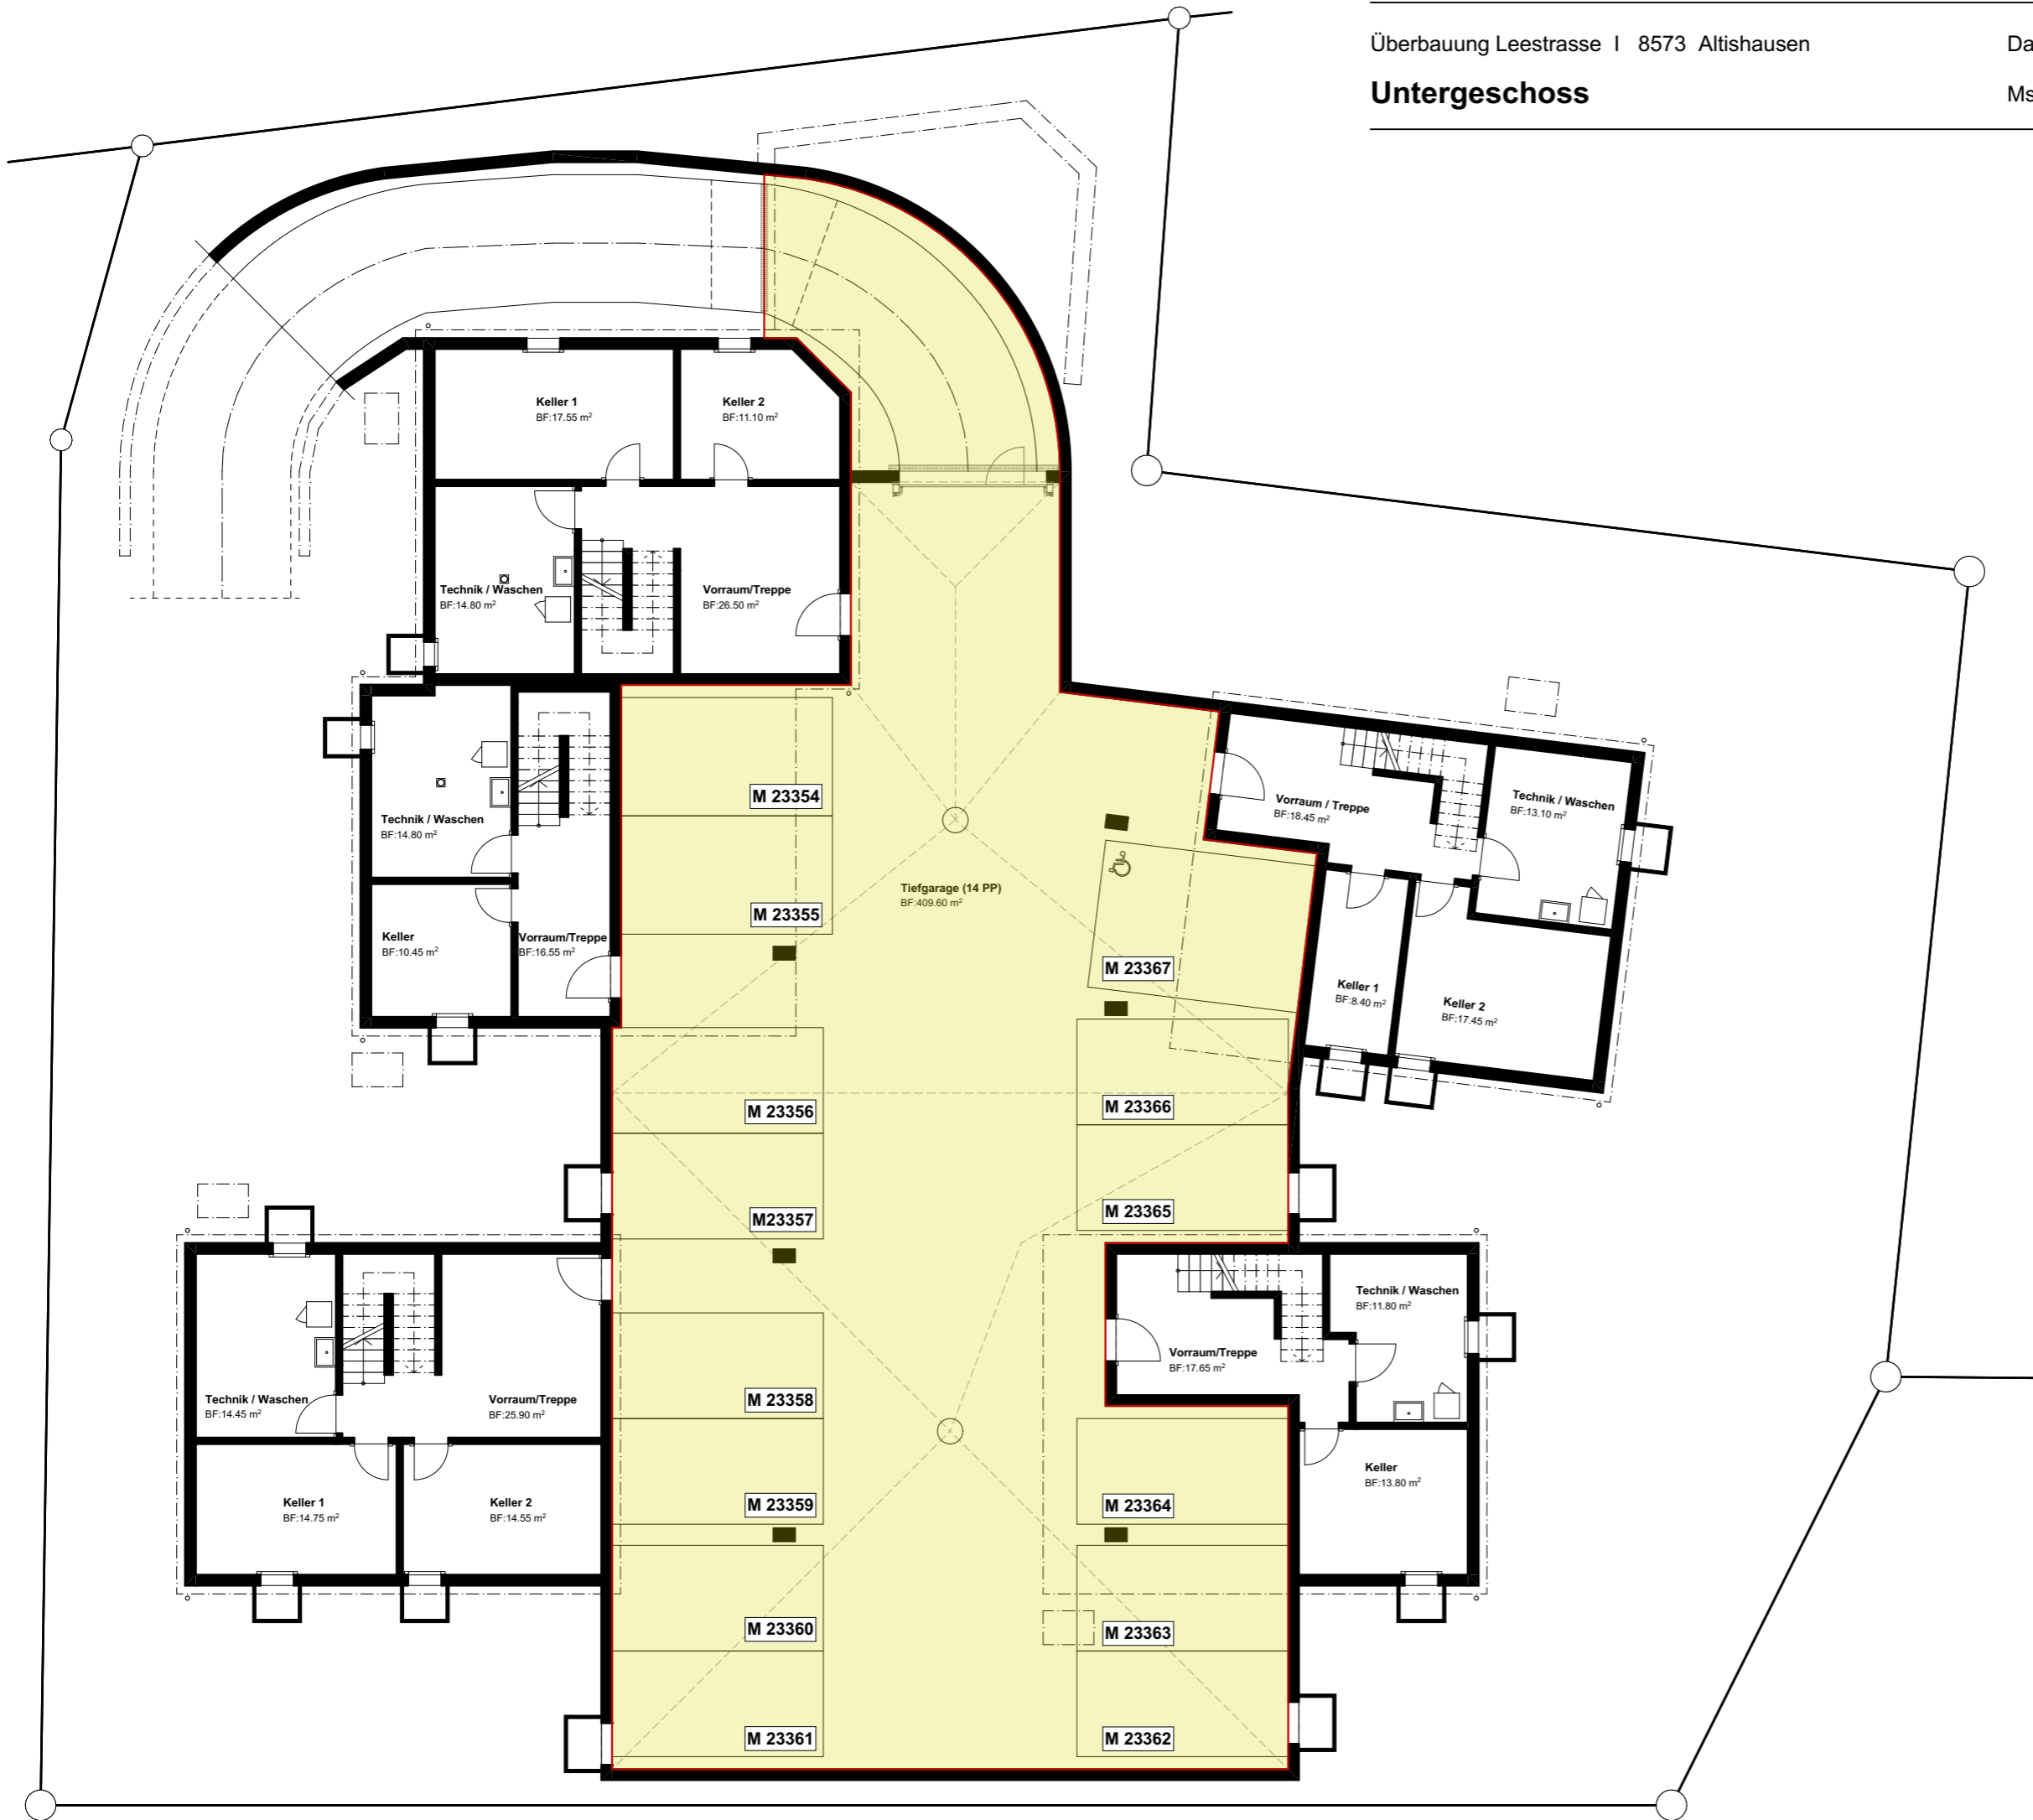 Überbauung Leestrasse I 8573 Altishausen
Da
Untergeschoss
Ms
Keller 1
BF:17.55 m²
Keller 2
BF:11.10 m²
Technik / Waschen
BF:14.80 m²
Vorraum/Treppe
BF:26.50 m²
Technik / Waschen
BF:14.80 m²
Keller
BF:10.45 m²
Vorraum/Treppe
BF:16.55 m²
M 23354
M 23355
Tiefgarage (14 PP)
BF:409.60 m²
Vorraum / Treppe
BF:18.45 m²
Technik / Waschen
BF:13.10 m²
M 23367
Keller 1
BF:8.40 m²
Keller 2
BF:17.45 m²
M 23356
M 23366
M23357
M 23365
Technik / Waschen
BF:14.45 m²
Vorraum/Treppe
BF:25.90 m²
Keller 1
BF:14.75 m²
Keller 2
BF:14.55 m²
Technik / Waschen
BF:11.80 m²
Vorraum/Treppe
BF:17.65 m²
Keller
BF:13.80 m²
M 23358
M 23359
M 23364
M 23360
M 23363
M 23361
M 23362